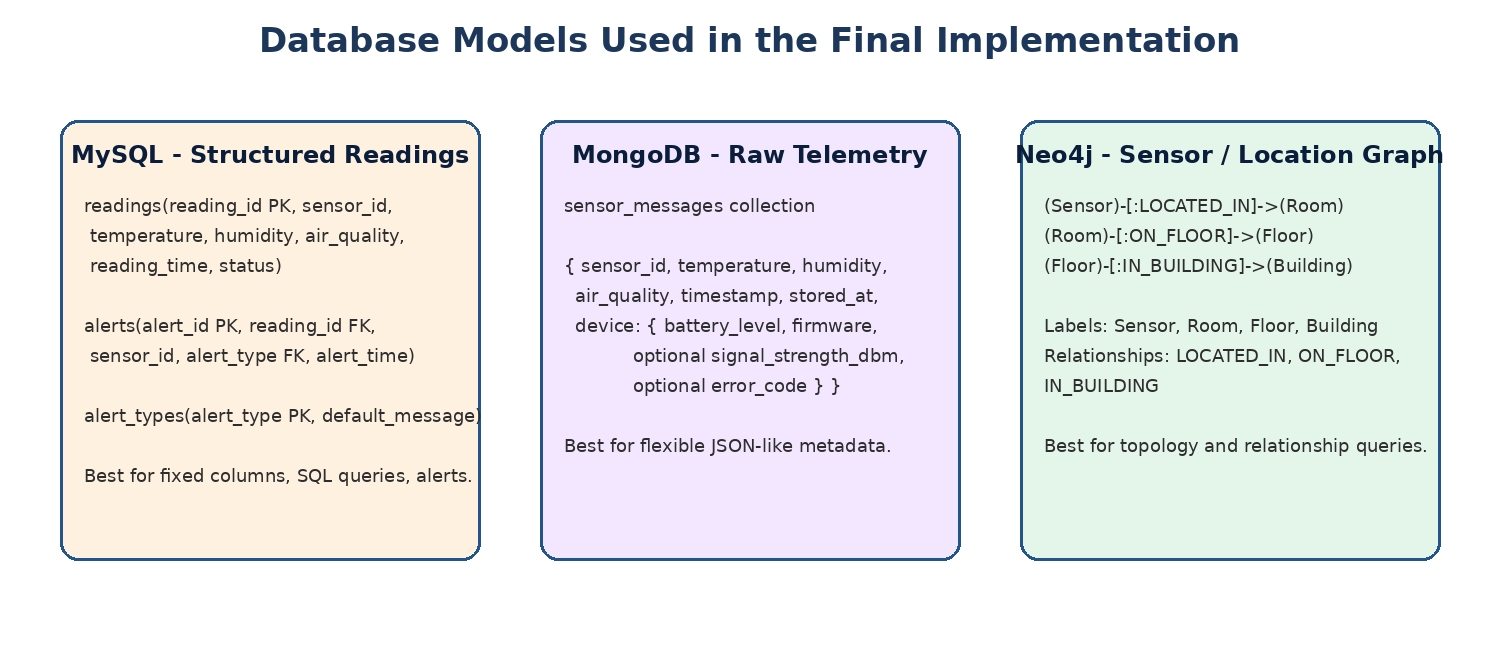 Database Models Used in the Final Implementation
MySQL - Structured Readings
readings(reading_id PK, sensor_id,
temperature, humidity, air_quality,
reading_time, status)
alerts(alert_id PK, reading_id FK,
sensor_id, alert_type FK, alert_time)
alert_types(alert_type PK, default_message)
Best for fixed columns, SQL queries, alerts.
MongoDB - Raw Telemetry
sensor_messages collection
{ sensor_id, temperature, humidity,
air_quality, timestamp, stored_at,
device: { battery_level, firmware,
optional signal_strength_dbm,
optional error_code } }
Best for flexible JSON-like metadata.
Neo4j - Sensor / Location Graph
(Sensor)-[:LOCATED_IN]->(Room)
(Room)-[:ON_FLOOR]->(Floor)
(Floor)-[:IN_BUILDING]->(Building)
Labels: Sensor, Room, Floor, Building
Relationships: LOCATED_IN, ON_FLOOR,
IN_BUILDING
Best for topology and relationship queries.